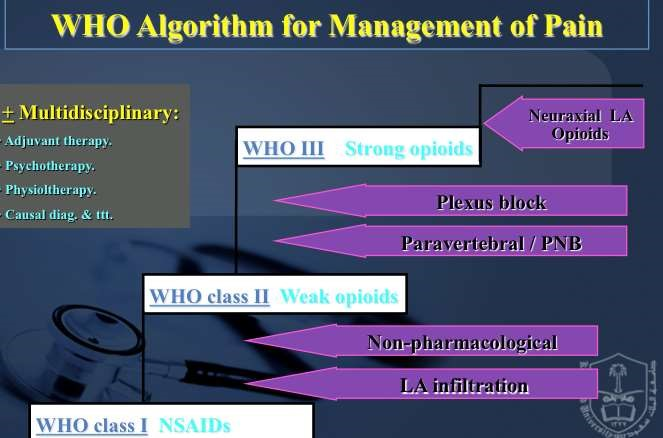 WHO Algorithm for Management of Pain
+ Multidisciplinary:
Adjuvant therapy.
Psychotherapy.
Physioltherapy.
Causal diag. & ttt.
Neuraxial LA
Opioids
WHO III Strong opioids
Plexus block
Paravertebral / PNB
WHO class II Weak opioids
Non-pharmacological
LA infiltration
WHO class I NSAIDs